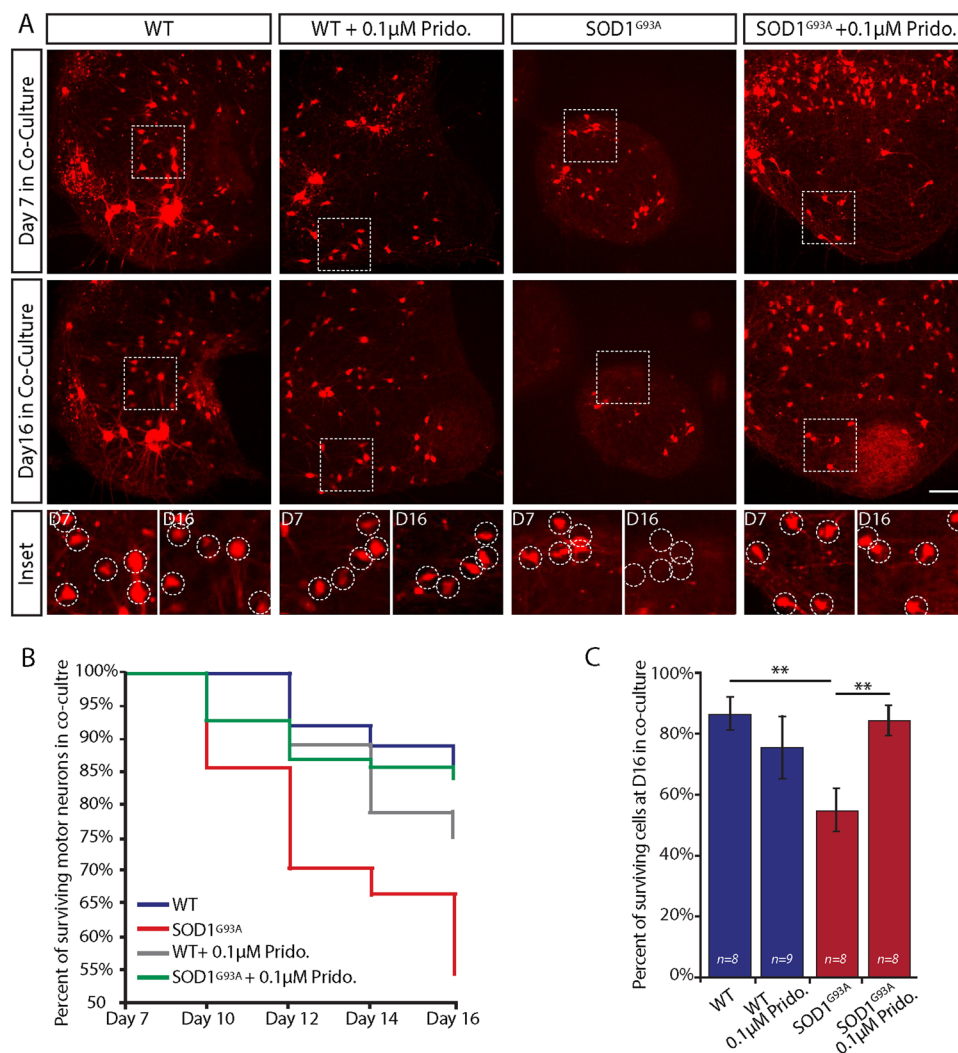 A
WT
WT + 0.1µM Prido.
SOD1G93A
SOD1G93A +0.1µM Prido.
Day 7 in Co-Culture
Day16 in Co-Culture
Inset
D7
D16
D7
D16
D7
D16
D7
D16
B
Percent of surviving motor neurons in co-cultre
100%
95%
90%
85%
80%
75%
70%
65%
60%
55%
50
WT
SOD1G93A
WT+ 0.1µM Prido.
SOD1G93A + 0.1µM Prido.
Day 7
Day 10
Day 12
Day 14
Day 16
C
Percent of surviving cells at D16 in co-culture
100%
80%
60%
40%
20%
0%
**
**
n=8
n=9
n=8
n=8
WT
WT
0.1µM Prido.
SOD1G93A
SOD1G93A
0.1µM Prido.